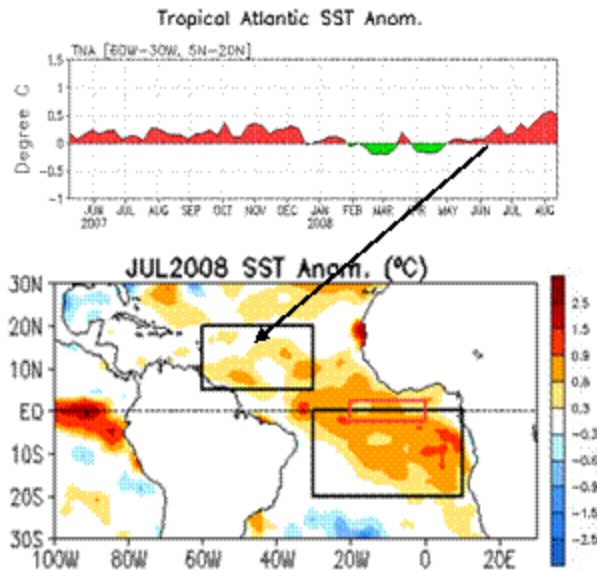 Tropical Atlantic SST Anom.
TNA [60W-30W, 5N-20N]
Degree C
1.5
1
0.5
0
-0.5
-1
JUN JUL AUG SEP OCT NOV DEC JAN FEB MAR APR MAY JUN JUL AUG
2007 2008
JUL2008 SST Anom. (ºC)
30N
20N
10N
EQ
10S
20S
30S
100W 80W 60W 40W 20W 0 20E
2.5
1.5
0.9
0.6
0.3
-0.3
-0.6
-0.9
-1.5
-2.5